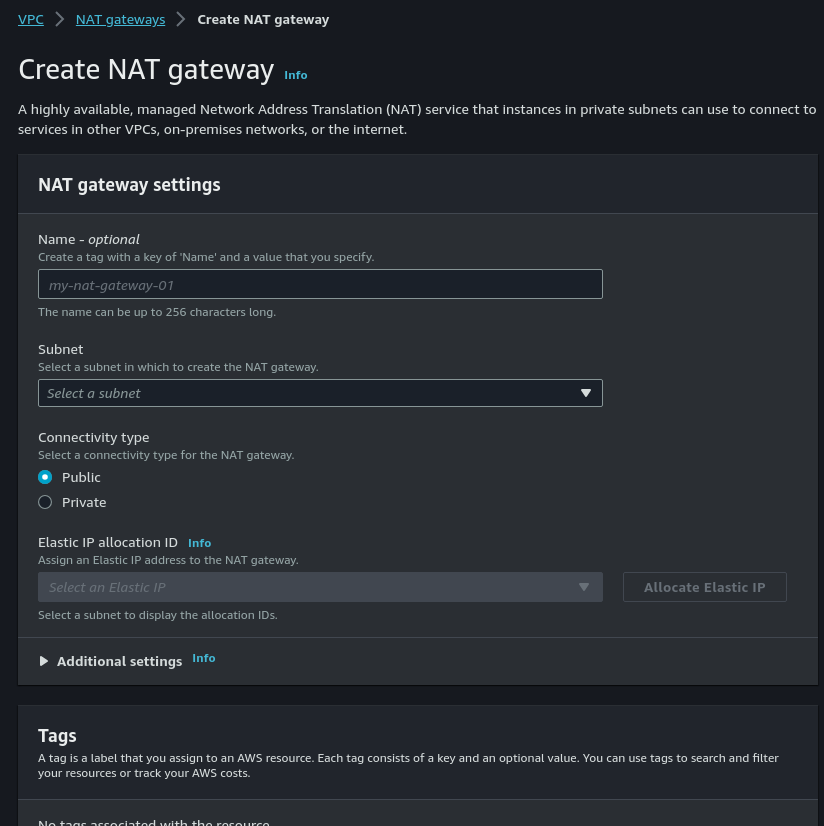 VPC > NAT gateways > Create NAT gateway
Create NAT gateway Info
A highly available, managed Network Address Translation (NAT) service that instances in private subnets can use to connect to
services in other VPCs, on-premises networks, or the internet.
NAT gateway settings
Name - optional
Create a tag with a key of 'Name' and a value that you specify.
my-nat-gateway-01
The name can be up to 256 characters long.
Subnet
Select a subnet in which to create the NAT gateway.
Select a subnet
Connectivity type
Select a connectivity type for the NAT gateway.
Public
Private
Elastic IP allocation ID Info
Assign an Elastic IP address to the NAT gateway.
Select an Elastic IP Allocate Elastic IP
Select a subnet to display the allocation IDs.
Additional settings Info
Tags
A tag is a label that you assign to an AWS resource. Each tag consists of a key and an optional value. You can use tags to search and filter
your resources or track your AWS costs.
No tags associated with the resource